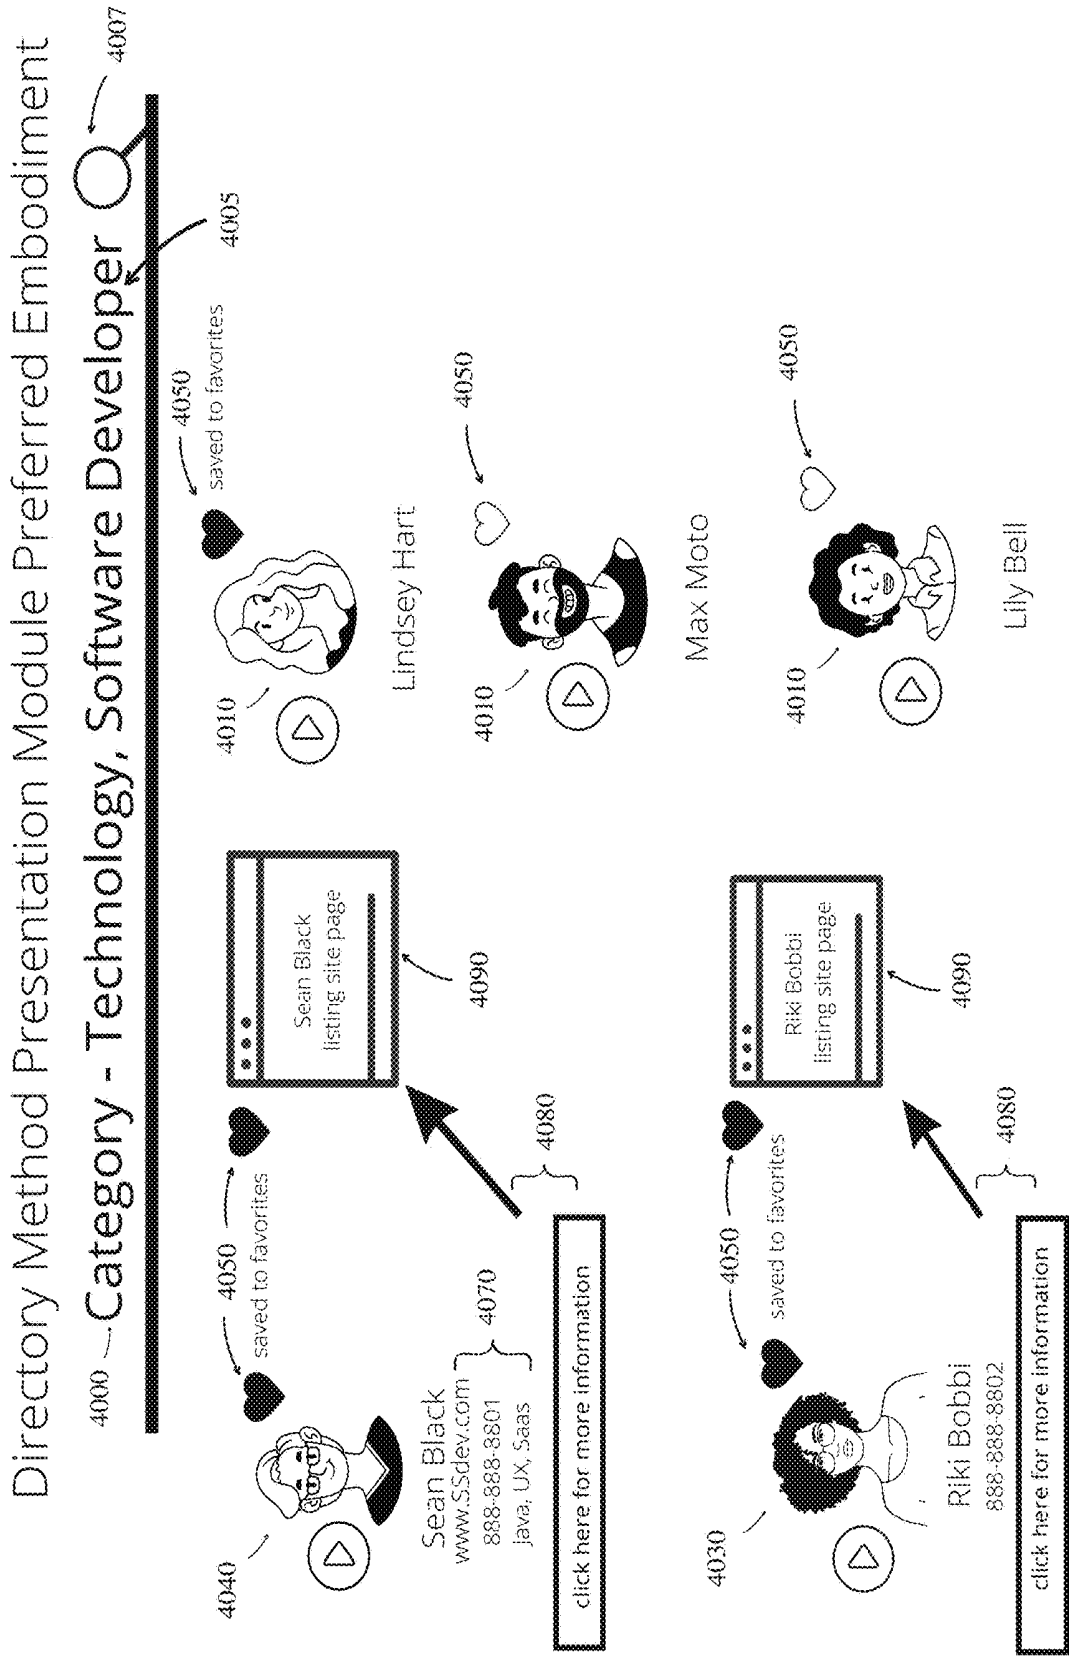 Directory Method Presentation Module Preferred Embodiment
4007
4000
Category - Technology, Software Developer
4005
4040
4050
saved to favorites
Sean Black
www.SSdev.com
888-888-8801
Java, UX, Saas
4070
click here for more information
4080
Sean Black
listing site page
4090
4010
4050
saved to favorites
Lindsey Hart
4010
4050
Max Moto
4030
4050
saved to favorites
Riki Bobbi
888-888-8802
click here for more information
4080
Riki Bobbi
listing site page
4090
4010
4050
Lily Bell